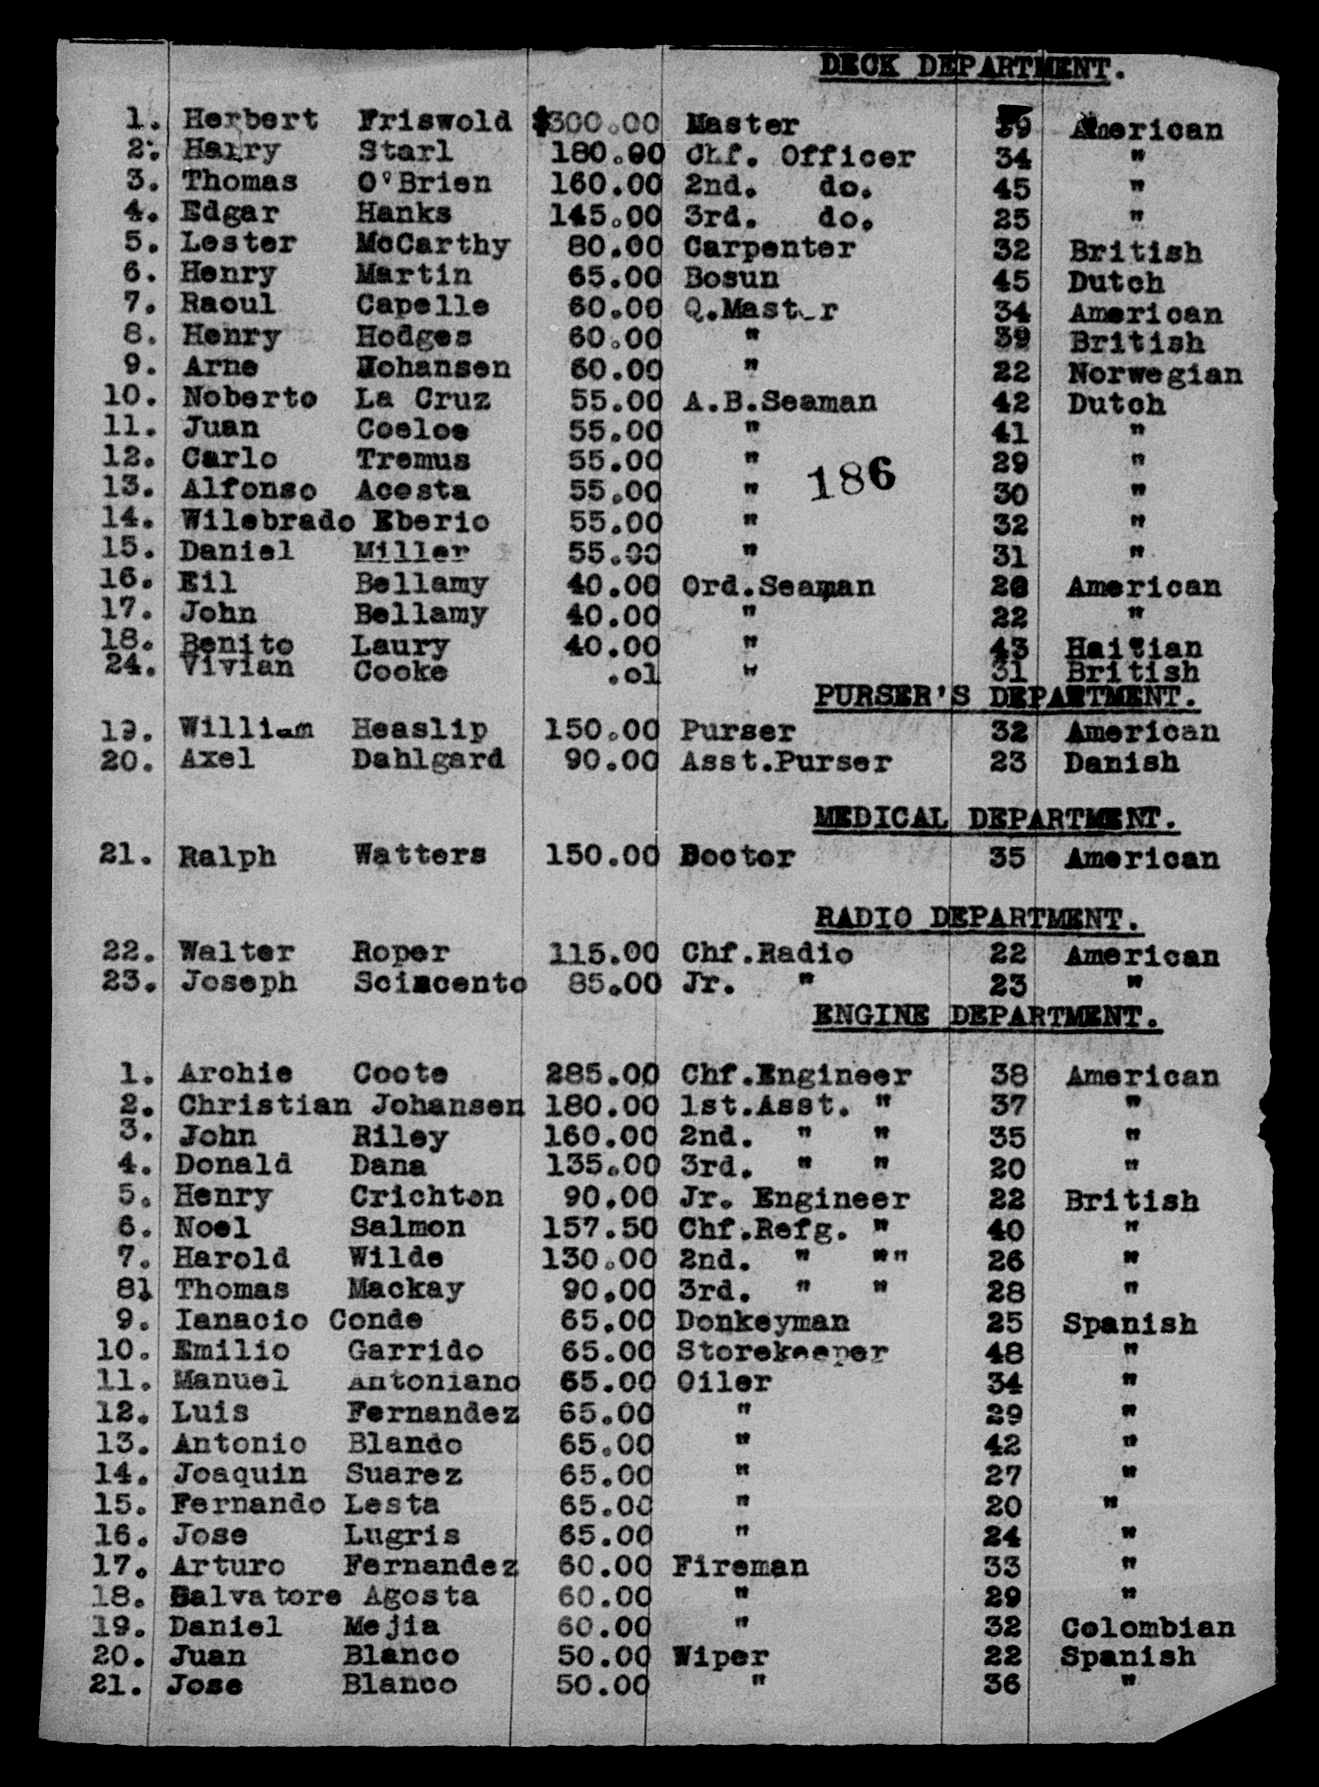 DECK DEPARTMENT.
1. Herbert Friswold $300.00 Master 39 American
2. Harry Starl 180.00 Chf. Officer 34 "
3. Thomas O'Brien 160.00 2nd. do. 45 "
4. Edgar Hanks 145.00 3rd. do. 25 "
5. Lester McCarthy 80.00 Carpenter 32 British
6. Henry Martin 65.00 Bosun 45 Dutch
7. Raoul Capelle 60.00 Q.Master 34 American
8. Henry Hodges 60.00 " 39 British
9. Arne Hohansen 60.00 " 22 Norwegian
10. Noberto La Cruz 55.00 A.B.Seaman 42 Dutch
11. Juan Coeloe 55.00 " 41 "
12. Carlo Tremus 55.00 " 29 "
186
13. Alfonso Acosta 55.00 " 30 "
14. Wilebrado Eberio 55.00 " 32 "
15. Daniel Miller 55.00 " 31 "
16. Eil Bellamy 40.00 Ord.Seaman American
17. John Bellamy 40.00 " 22 "
18. Benito Laury 40.00 " 43 Haitian
24. Vivian Cooke .01 " 31 British
PURSER'S DEPARTMENT.
19. William Heaslip 150.00 Purser 32 American
20. Axel Dahlgard 90.00 Asst.Purser 23 Danish
MEDICAL DEPARTMENT.
21. Ralph Watters 150.00 Doctor 35 American
RADIO DEPARTMENT.
22. Walter Roper 115.00 Chf.Radio 22 American
23. Joseph Sciacento 85.00 Jr. " 23 "
ENGINE DEPARTMENT.
1. Archie Coote 285.00 Chf.Engineer 38 American
2. Christian Johansen 180.00 1st.Asst. " 37 "
3. John Riley 160.00 2nd. " " 35 "
4. Donald Dana 135.00 3rd. " " 20 "
5. Henry Crichton 90.00 Jr. Engineer 22 British
6. Noel Salmon 157.50 Chf.Refg. " 40 "
7. Harold Wilde 130.00 2nd. " "" 26 "
8. Thomas Mackay 90.00 3rd. " " 28 "
9. Ianacio Conde 65.00 Donkeyman 25 Spanish
10. Emilio Garrido 65.00 Storekeeper 48 "
11. Manuel Antoniano 65.00 Oiler 34 "
12. Luis Fernandez 65.00 " 29 "
13. Antonio Blando 65.00 " 42 "
14. Joaquin Suarez 65.00 " 27 "
15. Fernando Lesta 65.00 " 20 "
16. Jose Lugris 65.00 " 24 "
17. Arturo Fernandez 60.00 Fireman 33 "
18. Salvatore Agosta 60.00 " 29 "
19. Daniel Mejia 60.00 " 32 Colombian
20. Juan Blanco 50.00 Wiper 22 Spanish
21. Jose Blanco 50.00 " 36 "